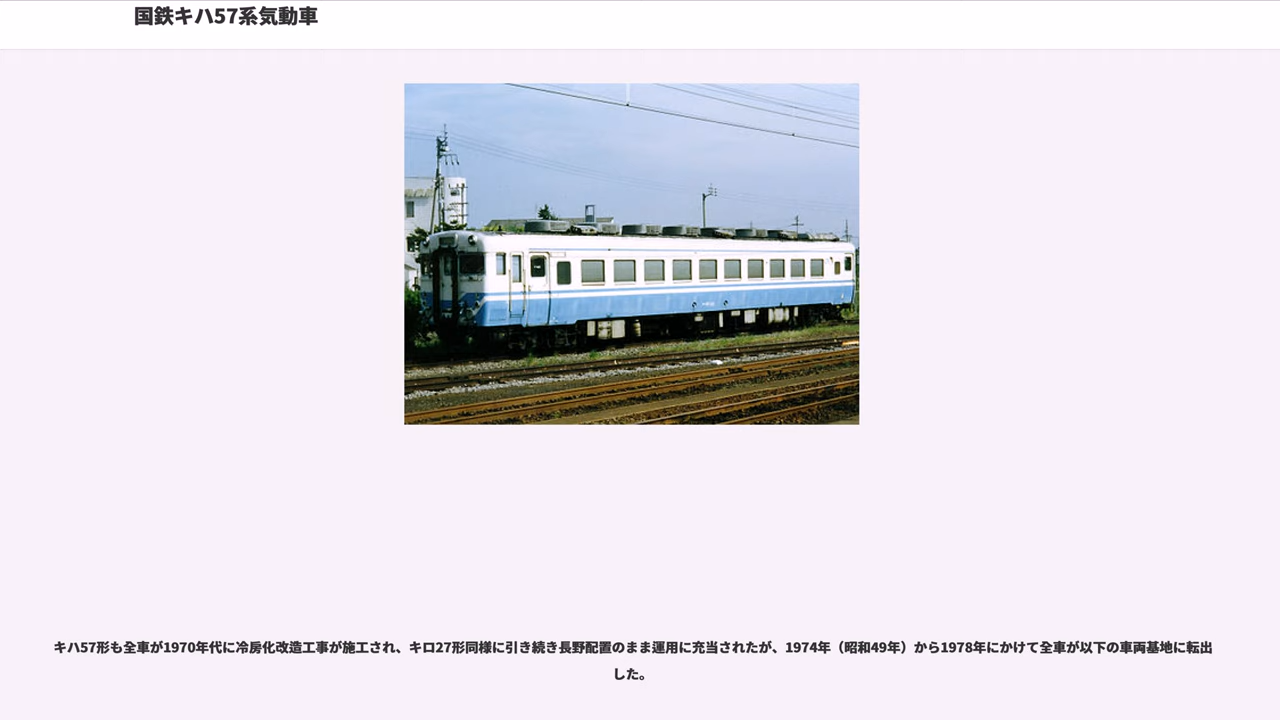 国鉄キハ57系気動車
キハ57形も全車が1970年代に冷房化改造工事が施工され、キロ27形同様に引き続き長野配置のまま運用に充当されたが、1974年（昭和49年）から1978年にかけて全車が以下の車両基地に転出
した。